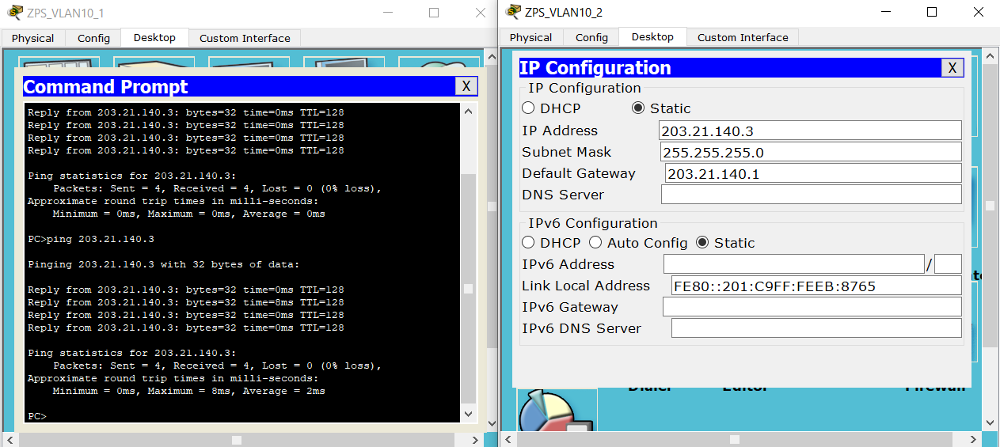 ZPS_VLAN10_1
Physical Config Desktop Custom Interface
Command Prompt X
Reply from 203.21.140.3: bytes=32 time=0ms TTL=128
Reply from 203.21.140.3: bytes=32 time=0ms TTL=128
Reply from 203.21.140.3: bytes=32 time=0ms TTL=128
Reply from 203.21.140.3: bytes=32 time=0ms TTL=128
Ping statistics for 203.21.140.3:
Packets: Sent = 4, Received = 4, Lost = 0 (0% loss),
Approximate round trip times in milli-seconds:
Minimum = 0ms, Maximum = 0ms, Average = 0ms
PC>ping 203.21.140.3
Pinging 203.21.140.3 with 32 bytes of data:
Reply from 203.21.140.3: bytes=32 time=0ms TTL=128
Reply from 203.21.140.3: bytes=32 time=8ms TTL=128
Reply from 203.21.140.3: bytes=32 time=0ms TTL=128
Reply from 203.21.140.3: bytes=32 time=0ms TTL=128
Ping statistics for 203.21.140.3:
Packets: Sent = 4, Received = 4, Lost = 0 (0% loss),
Approximate round trip times in milli-seconds:
Minimum = 0ms, Maximum = 8ms, Average = 2ms
PC>
ZPS_VLAN10_2
Physical Config Desktop Custom Interface
IP Configuration X
IP Configuration
DHCP Static
IP Address 203.21.140.3
Subnet Mask 255.255.255.0
Default Gateway 203.21.140.1
DNS Server
IPv6 Configuration
DHCP Auto Config Static
IPv6 Address /
Link Local Address FE80::201:C9FF:FEEB:8765
IPv6 Gateway
IPv6 DNS Server
Dialer Editor Firewall